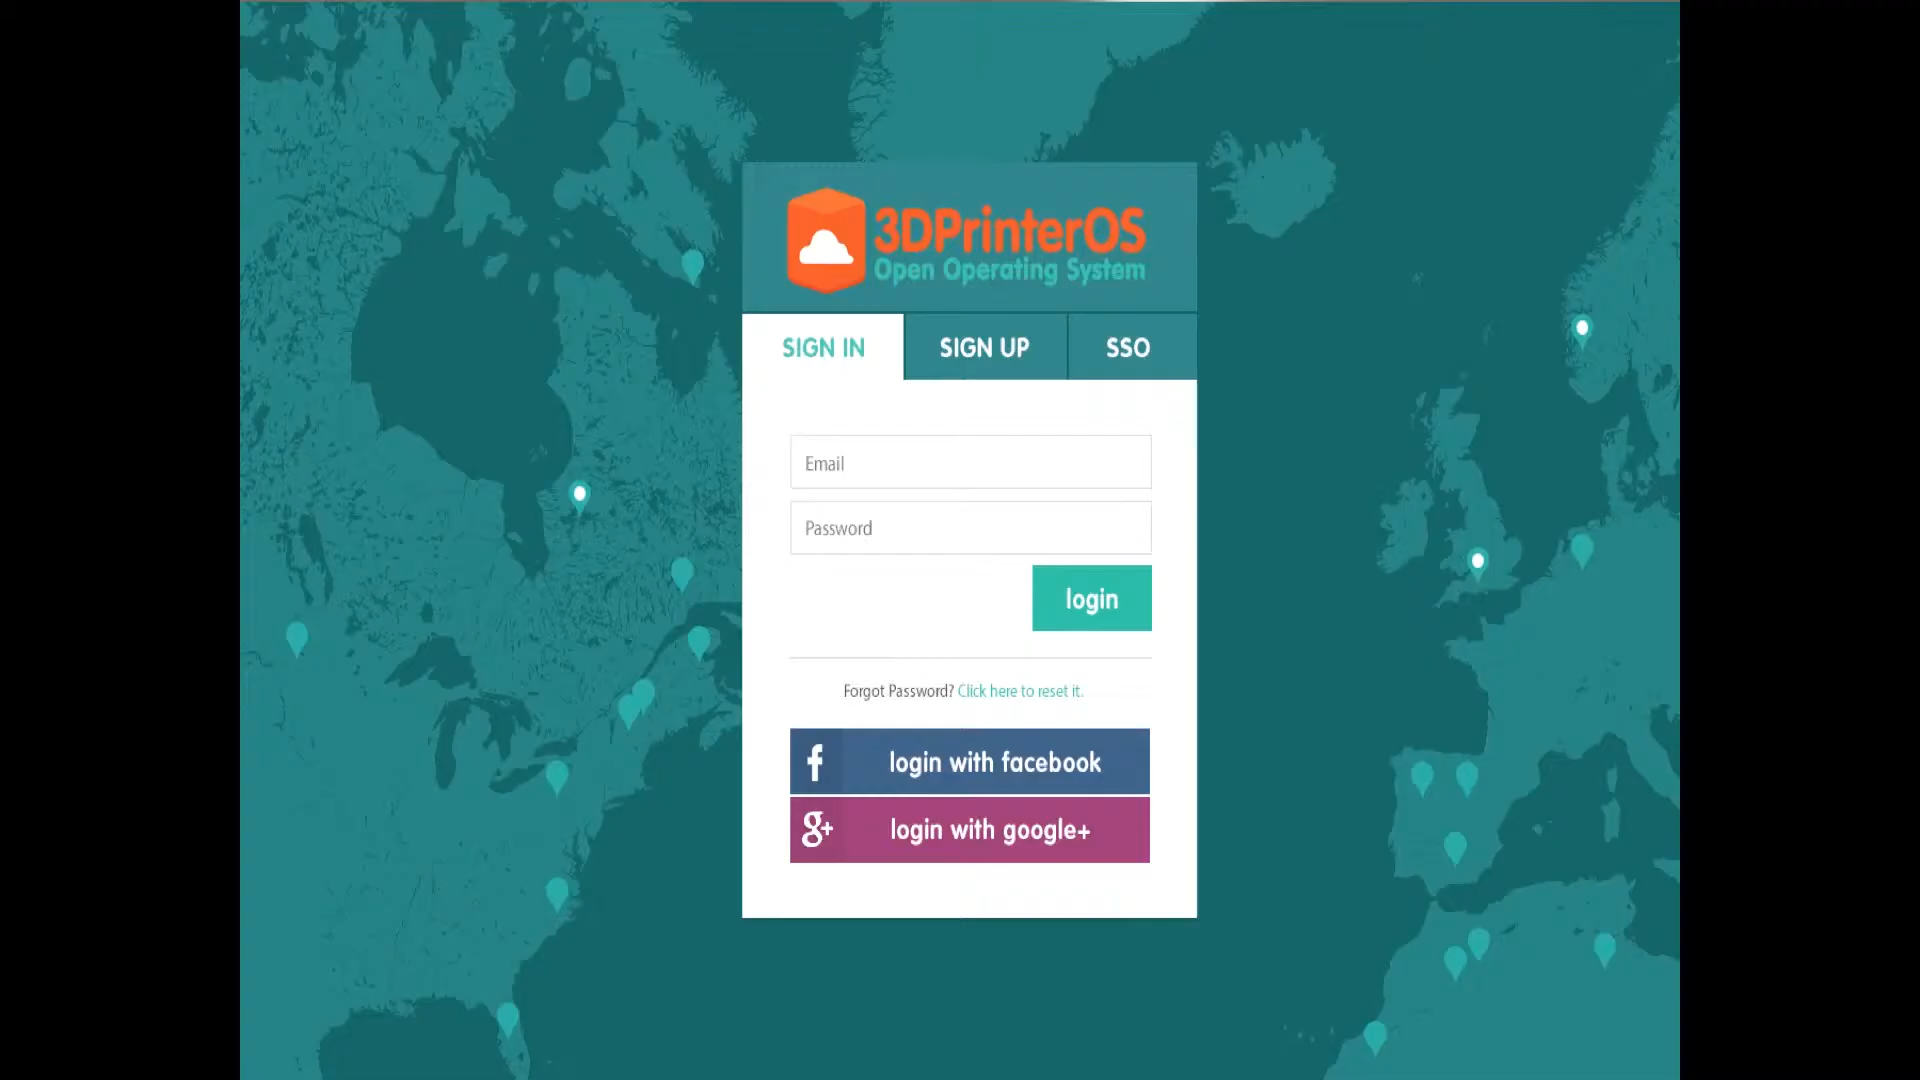 3DPrinterOS
Open Operating System
SIGN IN
SIGN UP
SSO
Email
Password
login
Forgot Password? Click here to reset it.
f
login with facebook
g+
login with google+